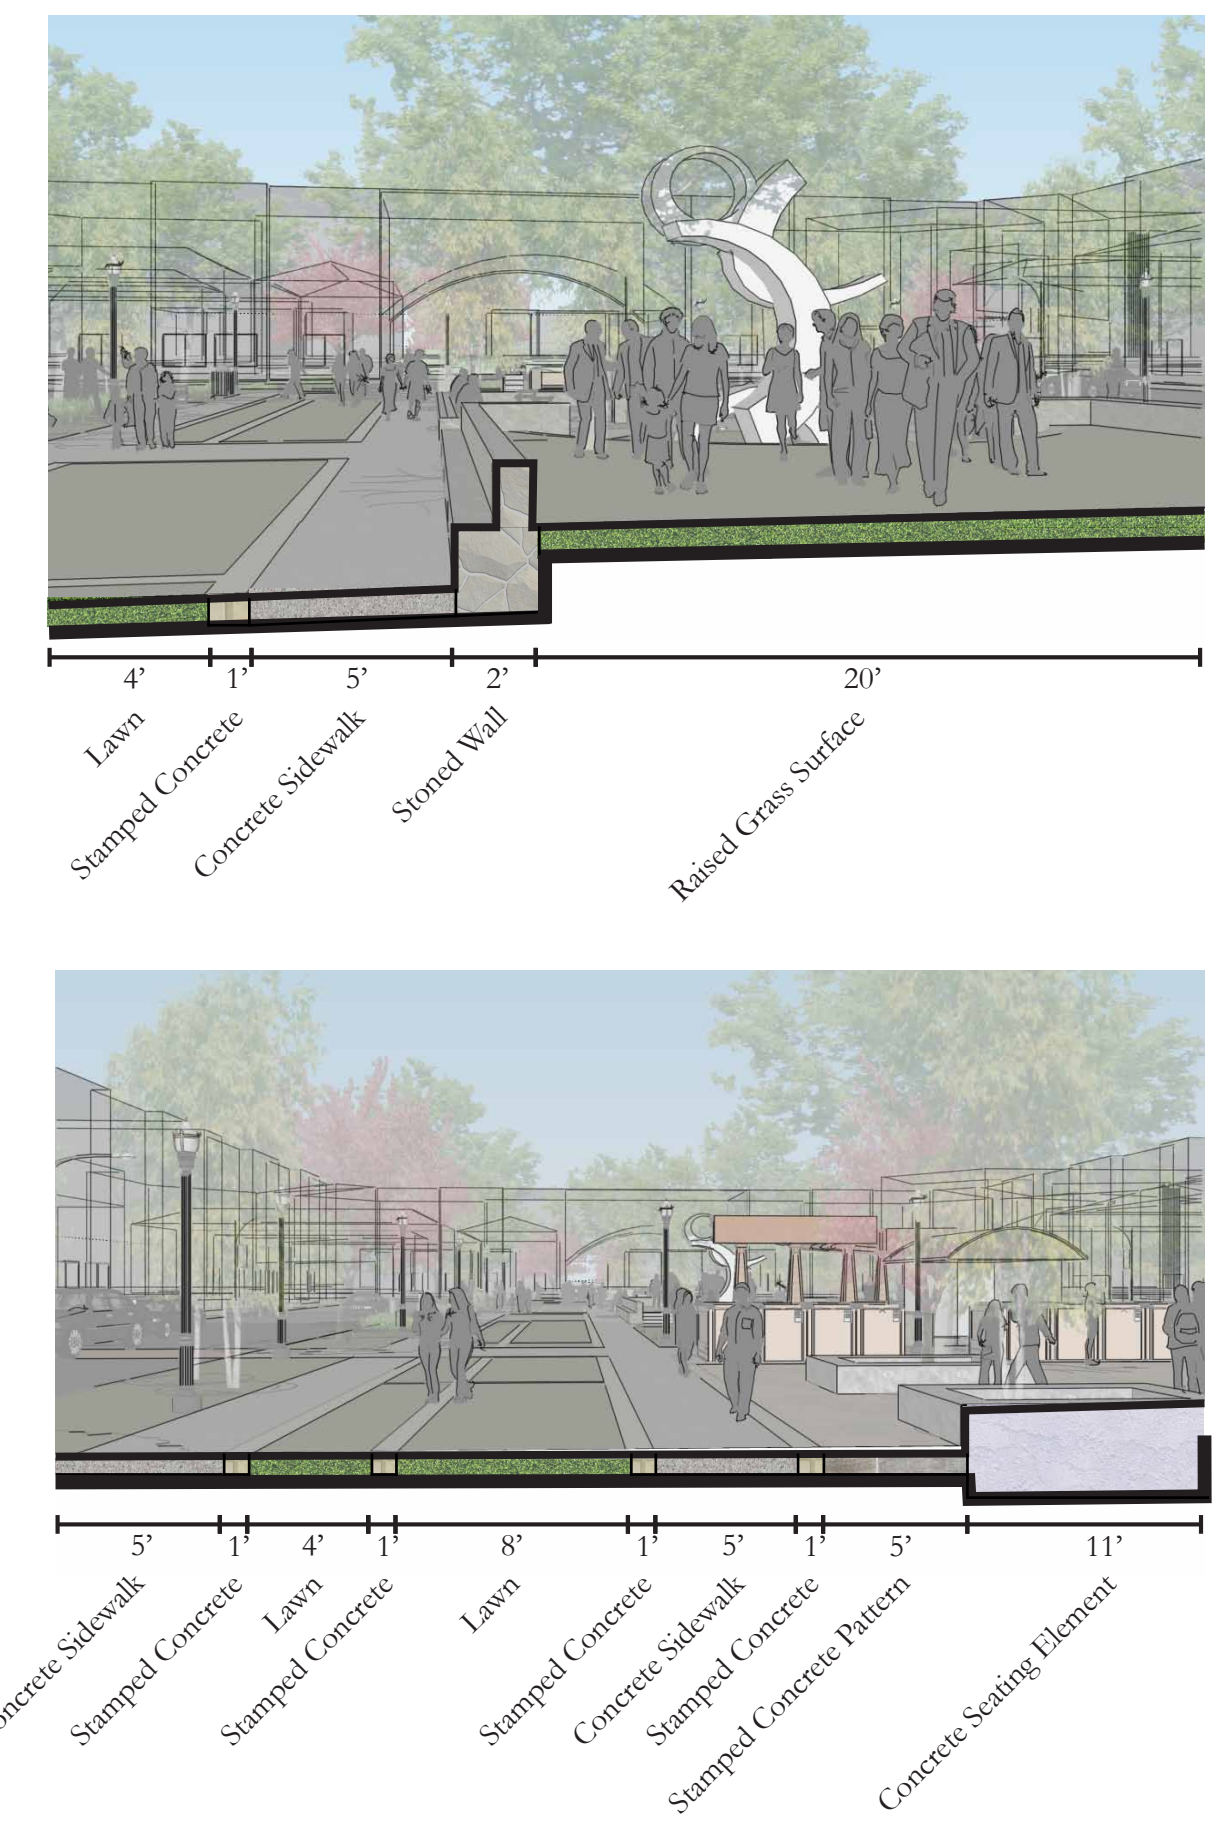 4’ 1’ 5’ 2’ 20’
Lawn
Stamped Concrete
Concrete Sidewalk
Stoned Wall
Raised Grass Surface
5’ 1’ 4’ 1’ 8’ 1’ 5’ 1’ 5’ 11’
oncrete Sidewalk
Stamped Concrete
Lawn
Stamped Concrete
Lawn
Stamped Concrete
Concrete Sidewalk
Stamped Concrete
Stamped Concrete Pattern
Concrete Seating Element